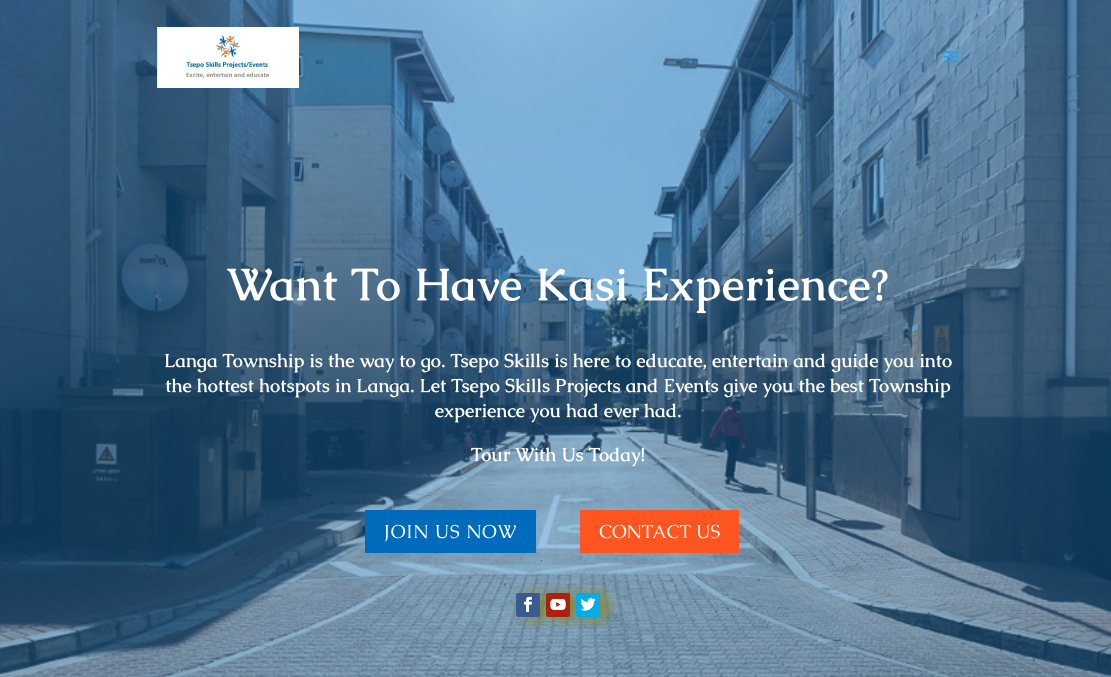 Tsepo Skills Projects/Events
Excite, entertain and educate
Want To Have Kasi Experience?
Langa Township is the way to go. Tsepo Skills is here to educate, entertain and guide you into
the hottest hotspots in Langa. Let Tsepo Skills Projects and Events give you the best Township
experience you had ever had.
Tour With Us Today!
JOIN US NOW
CONTACT US